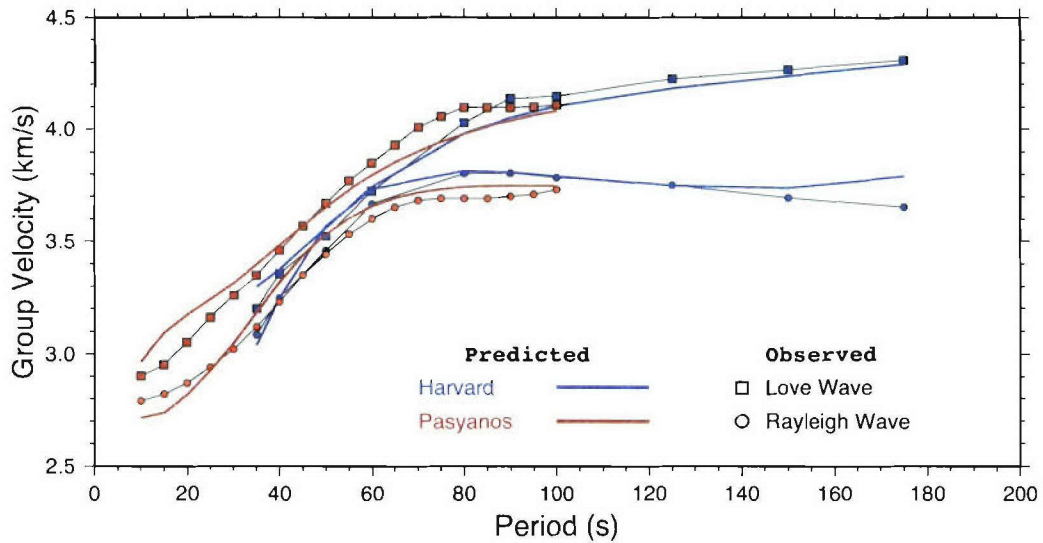 4.5
4.0
3.5
3.0
2.5
Group Velocity (km/s)
Predicted Observed
Harvard Love Wave
Pasyanos Rayleigh Wave
0 20 40 60 80 100 120 140 160 180 200
Period (s)